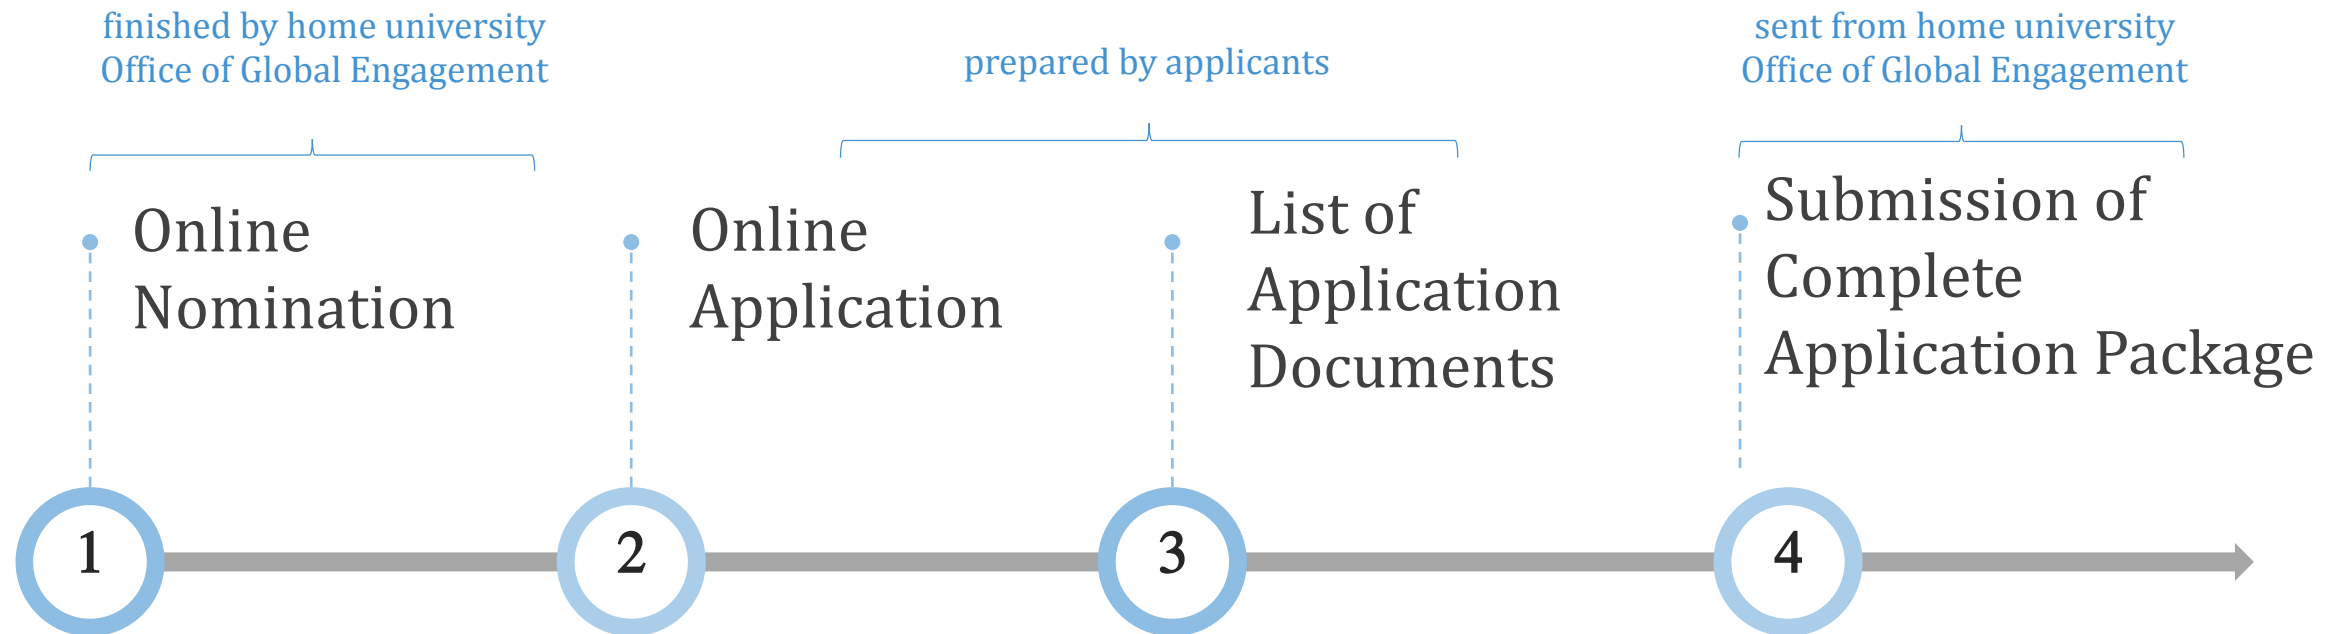 finished by home university
Office of Global Engagement
prepared by applicants
sent from home university
Office of Global Engagement
Online
Nomination
Online
Application
List of
Application
Documents
Submission of
Complete
Application Package
1
2
3
4